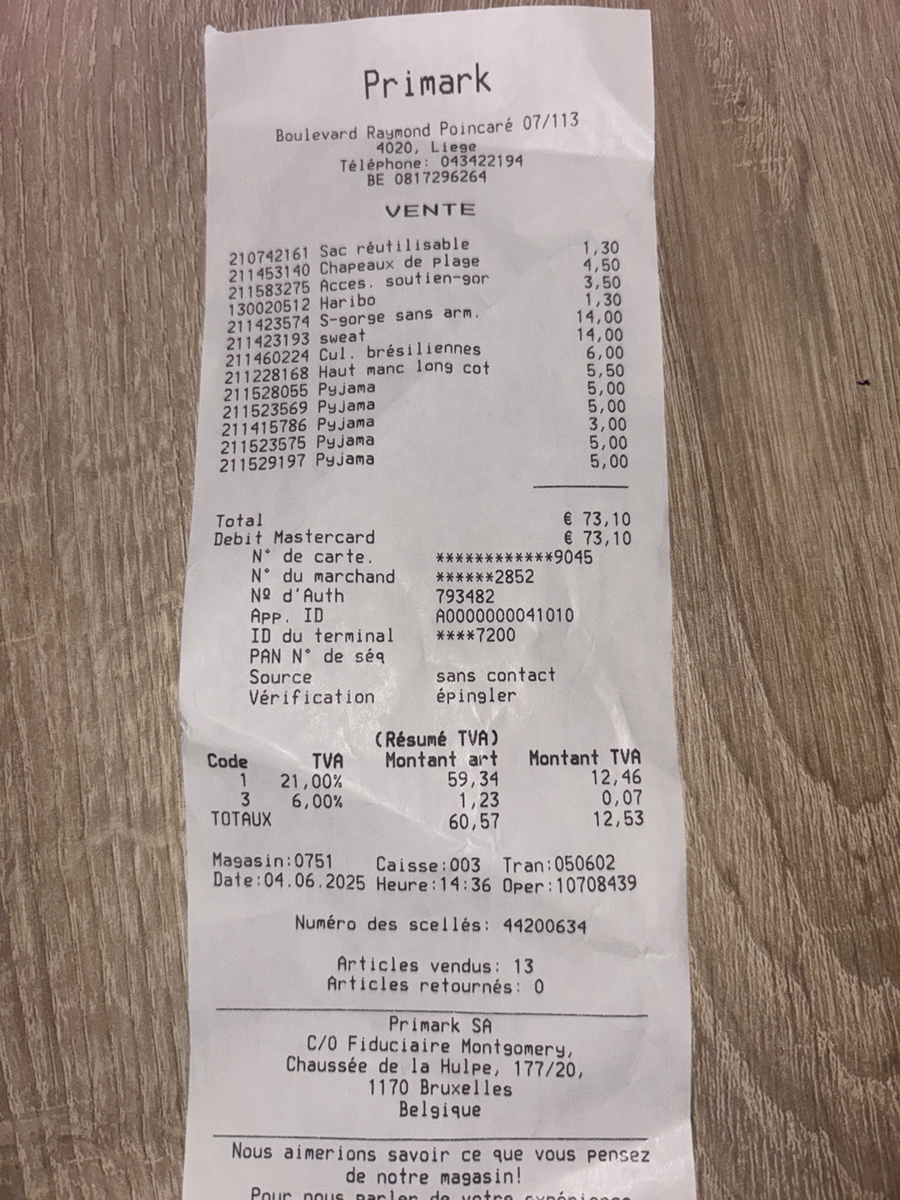 Primark
Boulevard Raymond Poincaré 07/113
4020, Liege
Téléphone: 043422194
BE 0817296264
VENTE
210742161 Sac réutilisable 1,30
211453140 Chapeaux de plage 4,50
211583275 Acces. soutien-gor 3,50
130020512 Haribo 1,30
211423574 S-gorge sans arm. 14,00
211423193 sweat 14,00
211460224 Cul. brésiliennes 6,00
211228168 Haut manc long cot 5,50
211528055 Pyjama 5,00
211523569 Pyjama 5,00
211415786 Pyjama 3,00
211523575 Pyjama 5,00
211529197 Pyjama 5,00
Total € 73,10
Debit Mastercard € 73,10
N° de carte. ************9045
N° du marchand ******2852
Nº d'Auth 793482
App. ID A0000000041010
ID du terminal ****7200
PAN N° de séq
Source sans contact
Vérification épingler
(Résumé TVA)
Code TVA Montant art Montant TVA
1 21,00% 59,34 12,46
3 6,00% 1,23 0,07
TOTAUX 60,57 12,53
Magasin:0751 Caisse:003 Tran:050602
Date:04.06.2025 Heure:14:36 Oper:10708439
Numéro des scellés: 44200634
Articles vendus: 13
Articles retournés: 0
Primark SA
C/O Fiduciaire Montgomery,
Chaussée de la Hulpe, 177/20,
1170 Bruxelles
Belgique
Nous aimerions savoir ce que vous pensez
de notre magasin!
Pour nous parler de votre